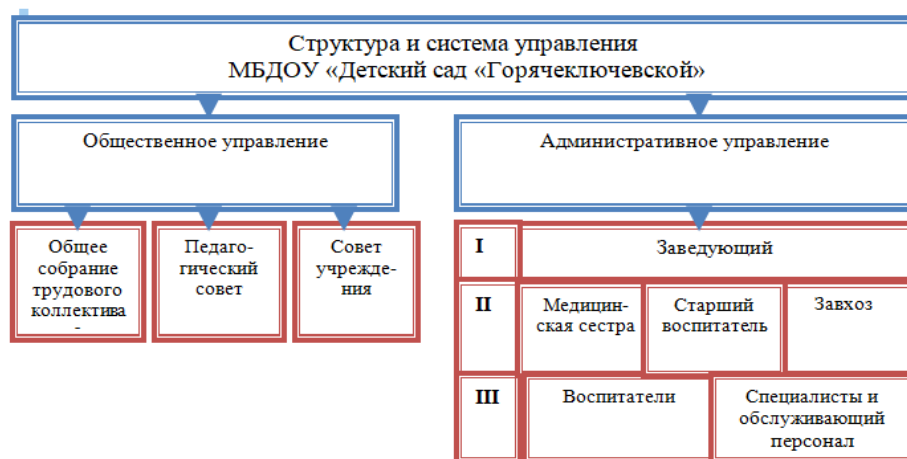 Структура и система управления
МБДОУ «Детский сад «Горячеключевской»
Общественное управление
Административное управление
Общее
собрание
трудового
коллектива
-
Педаго-
гический
совет
Совет
учрежде-
ния
I
Заведующий
II
Медицин-
ская сестра
Старший
воспитатель
Завхоз
III
Воспитатели
Специалисты и
обслуживающий
персонал